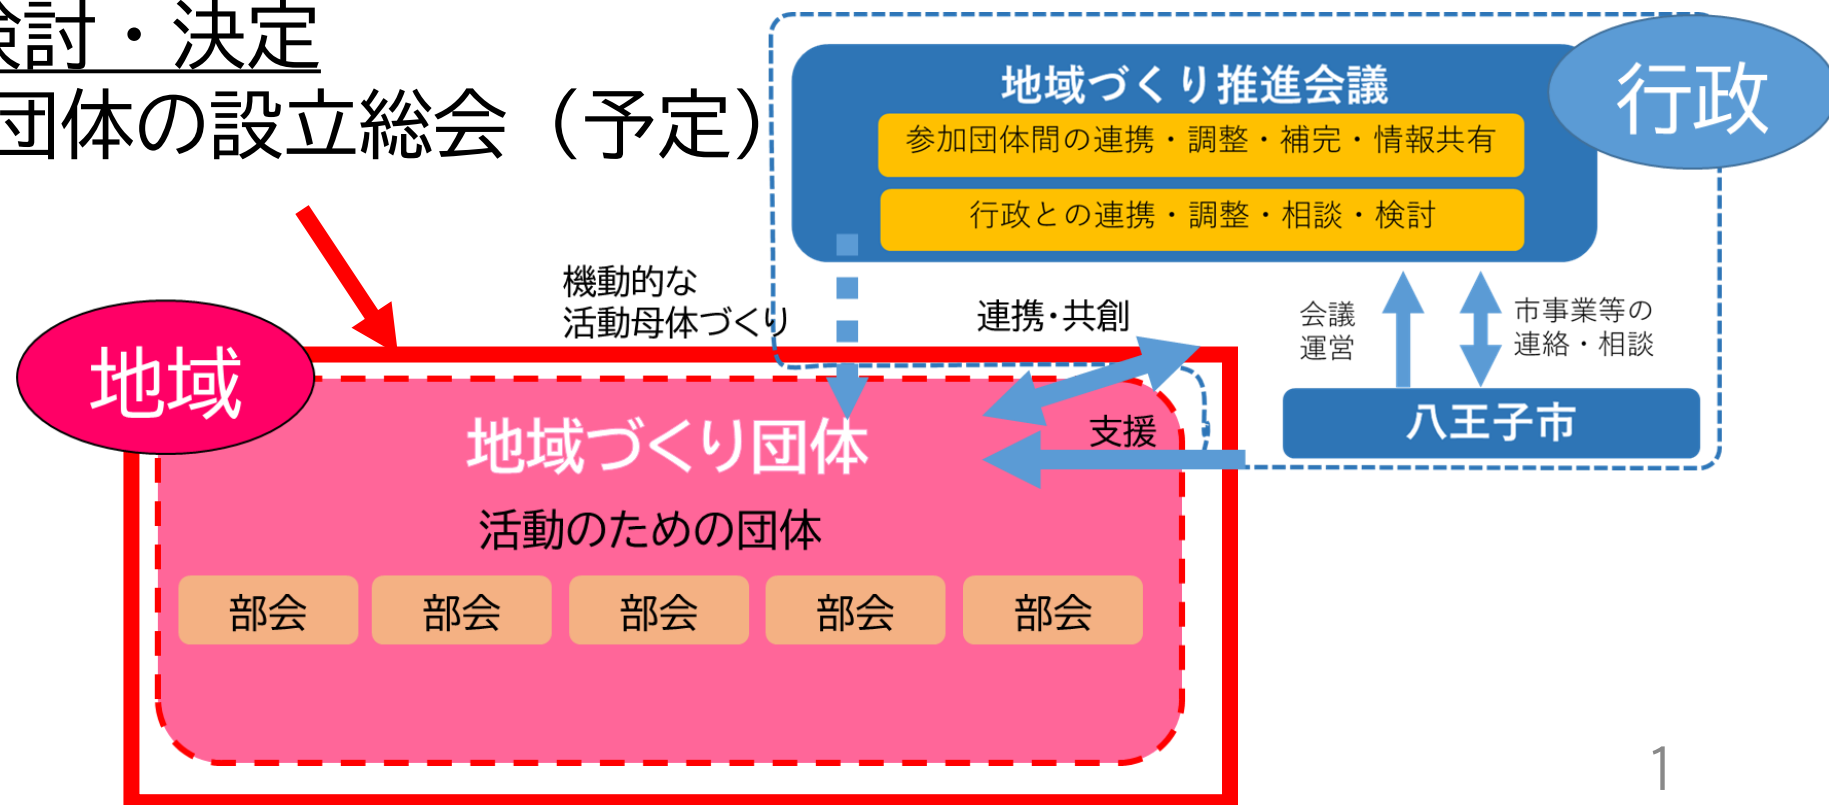 検討・決定
団体の設立総会（予定）
行政
地域づくり推進会議
参加団体間の連携・調整・補完・情報共有
行政との連携・調整・相談・検討
機動的な
活動母体づくり
連携・共創
会議
運営
市事業等の
連絡・相談
八王子市
地域
支援
地域づくり団体
活動のための団体
部会
部会
部会
部会
部会
1